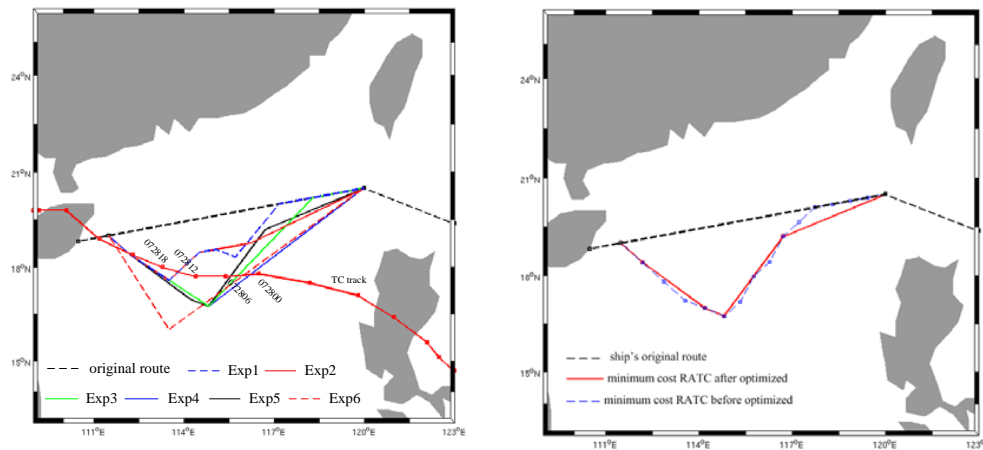 24°N
21°N
18°N
15°N
072818
072812
072806
072800
TC track
original route
Exp1
Exp2
Exp3
Exp4
Exp5
Exp6
111°E
114°E
117°E
120°E
123°E
24°N
21°N
18°N
15°N
ship's original route
minimum cost RATC after optimized
minimum cost RATC before optimized
111°E
114°E
117°E
120°E
123°E